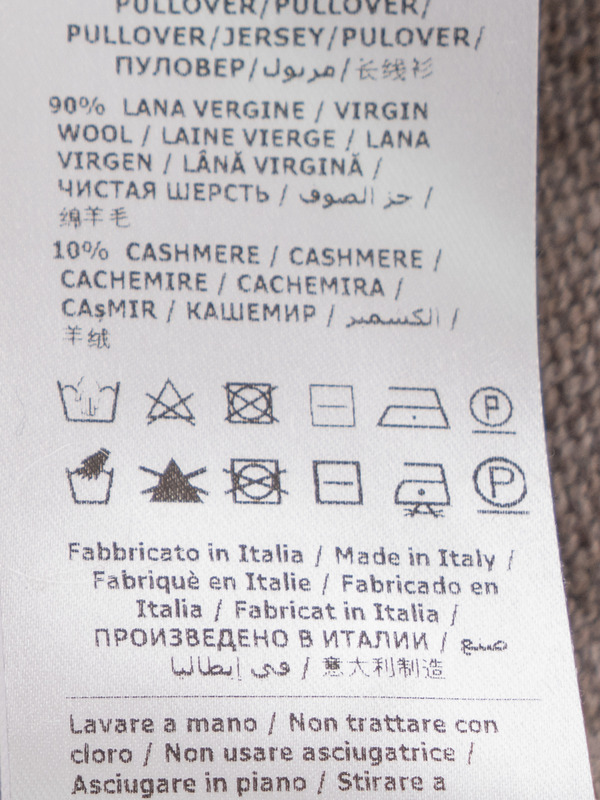 PULLOVER/PULLOVER/
PULLOVER/JERSEY/PULOVER/
ПУЛОВЕР/مربول/长线衫
90% LANA VERGINE / VIRGIN
WOOL / LAINE VIERGE / LANA
VIRGEN / LÂNĂ VIRGINĂ /
ЧИСТАЯ ШЕРСТЬ / حز الصوف /
绵羊毛
10% CASHMERE / CASHMERE /
CACHEMIRE / CACHEMIRA /
CAşMIR / КАШЕМИР / الكسمير /
羊绒
P
P
Fabbricato in Italia / Made in Italy /
Fabriquè en Italie / Fabricado en
Italia / Fabricat in Italia /
ПРОИЗВЕДЕНО В ИТАЛИИ / صنع
في إيطاليا / 意大利制造
Lavare a mano / Non trattare con
cloro / Non usare asciugatrice /
Asciugare in piano / Stirare a